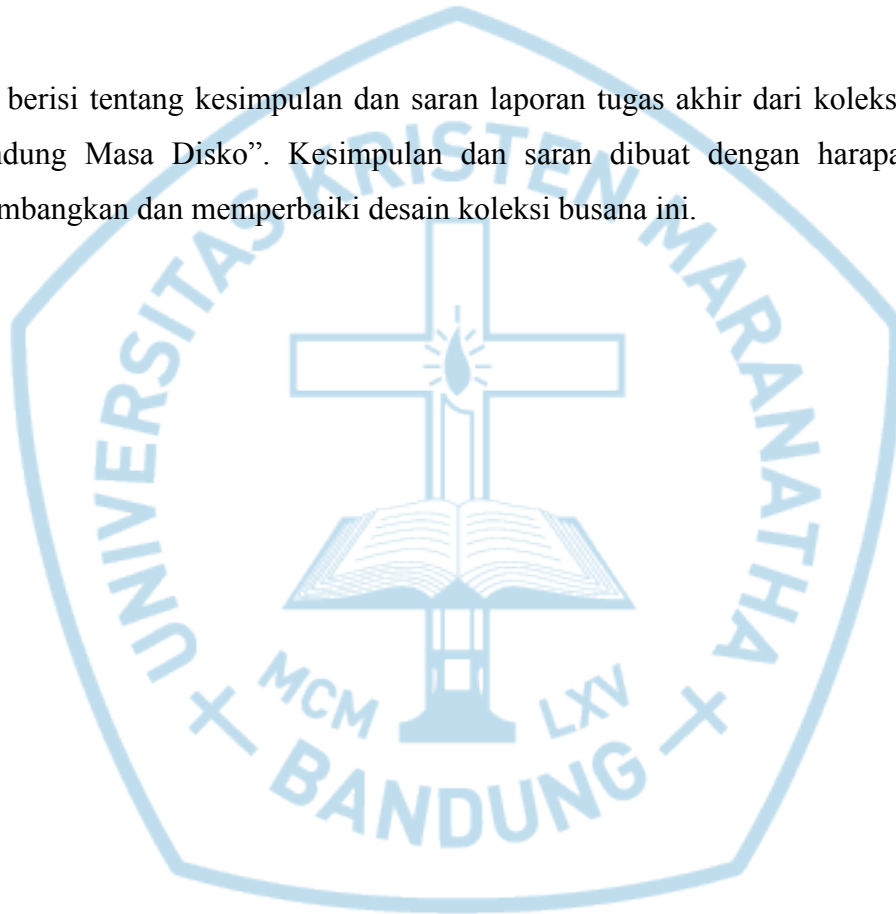 berisi tentang kesimpulan dan saran laporan tugas akhir dari koleks
ndung Masa Disko”. Kesimpulan dan saran dibuat dengan harapa
mbangkan dan memperbaiki desain koleksi busana ini.
UNIVERSITAS KRISTEN MARANATHA
MCM LXV
BANDUNG